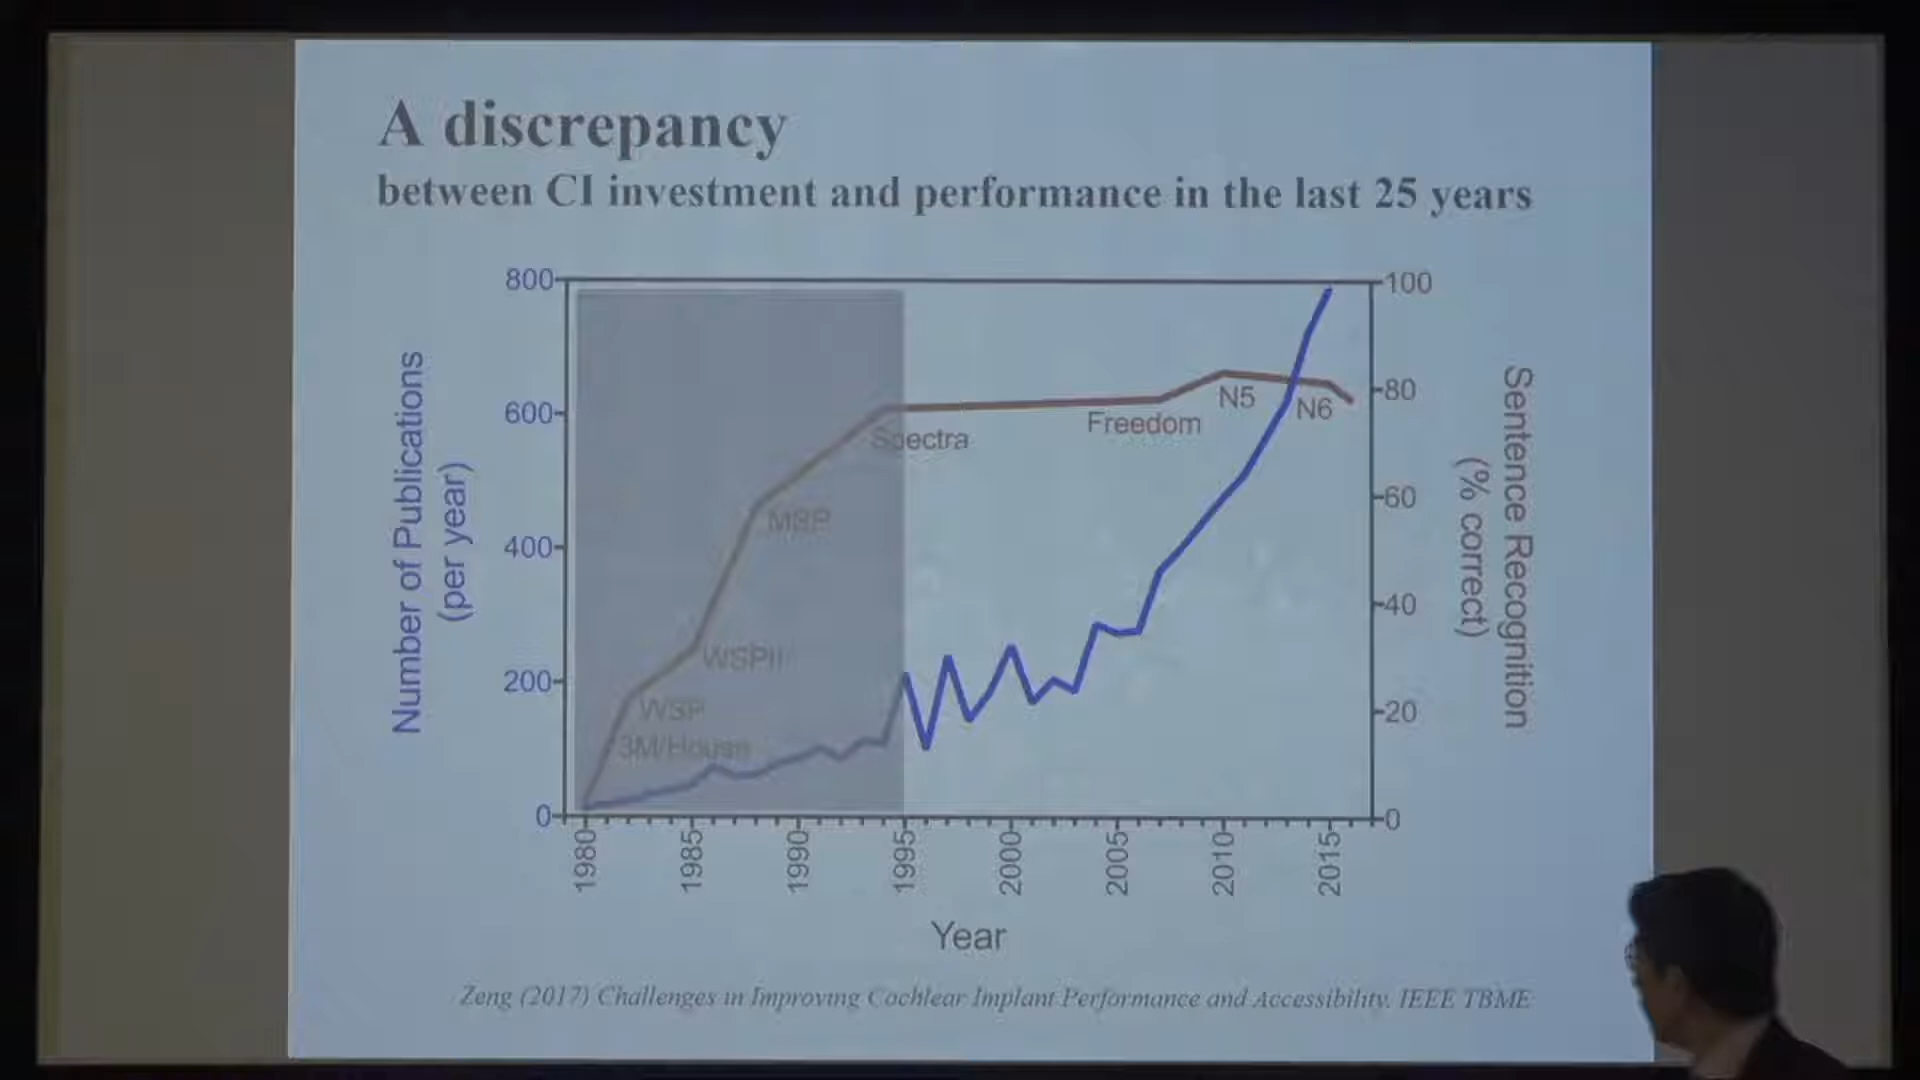 A discrepancy
between CI investment and performance in the last 25 years
Number of Publications
(per year)
800
600
400
200
0
100
80
60
40
20
0
Sentence Recognition
(% correct)
Spectra
Freedom
N5
N6
MSP
WSPII
WSP
3M/House
1980
1985
1990
1995
2000
2005
2010
2015
Year
Zeng (2017) Challenges in Improving Cochlear Implant Performance and Accessibility. IEEE TBME